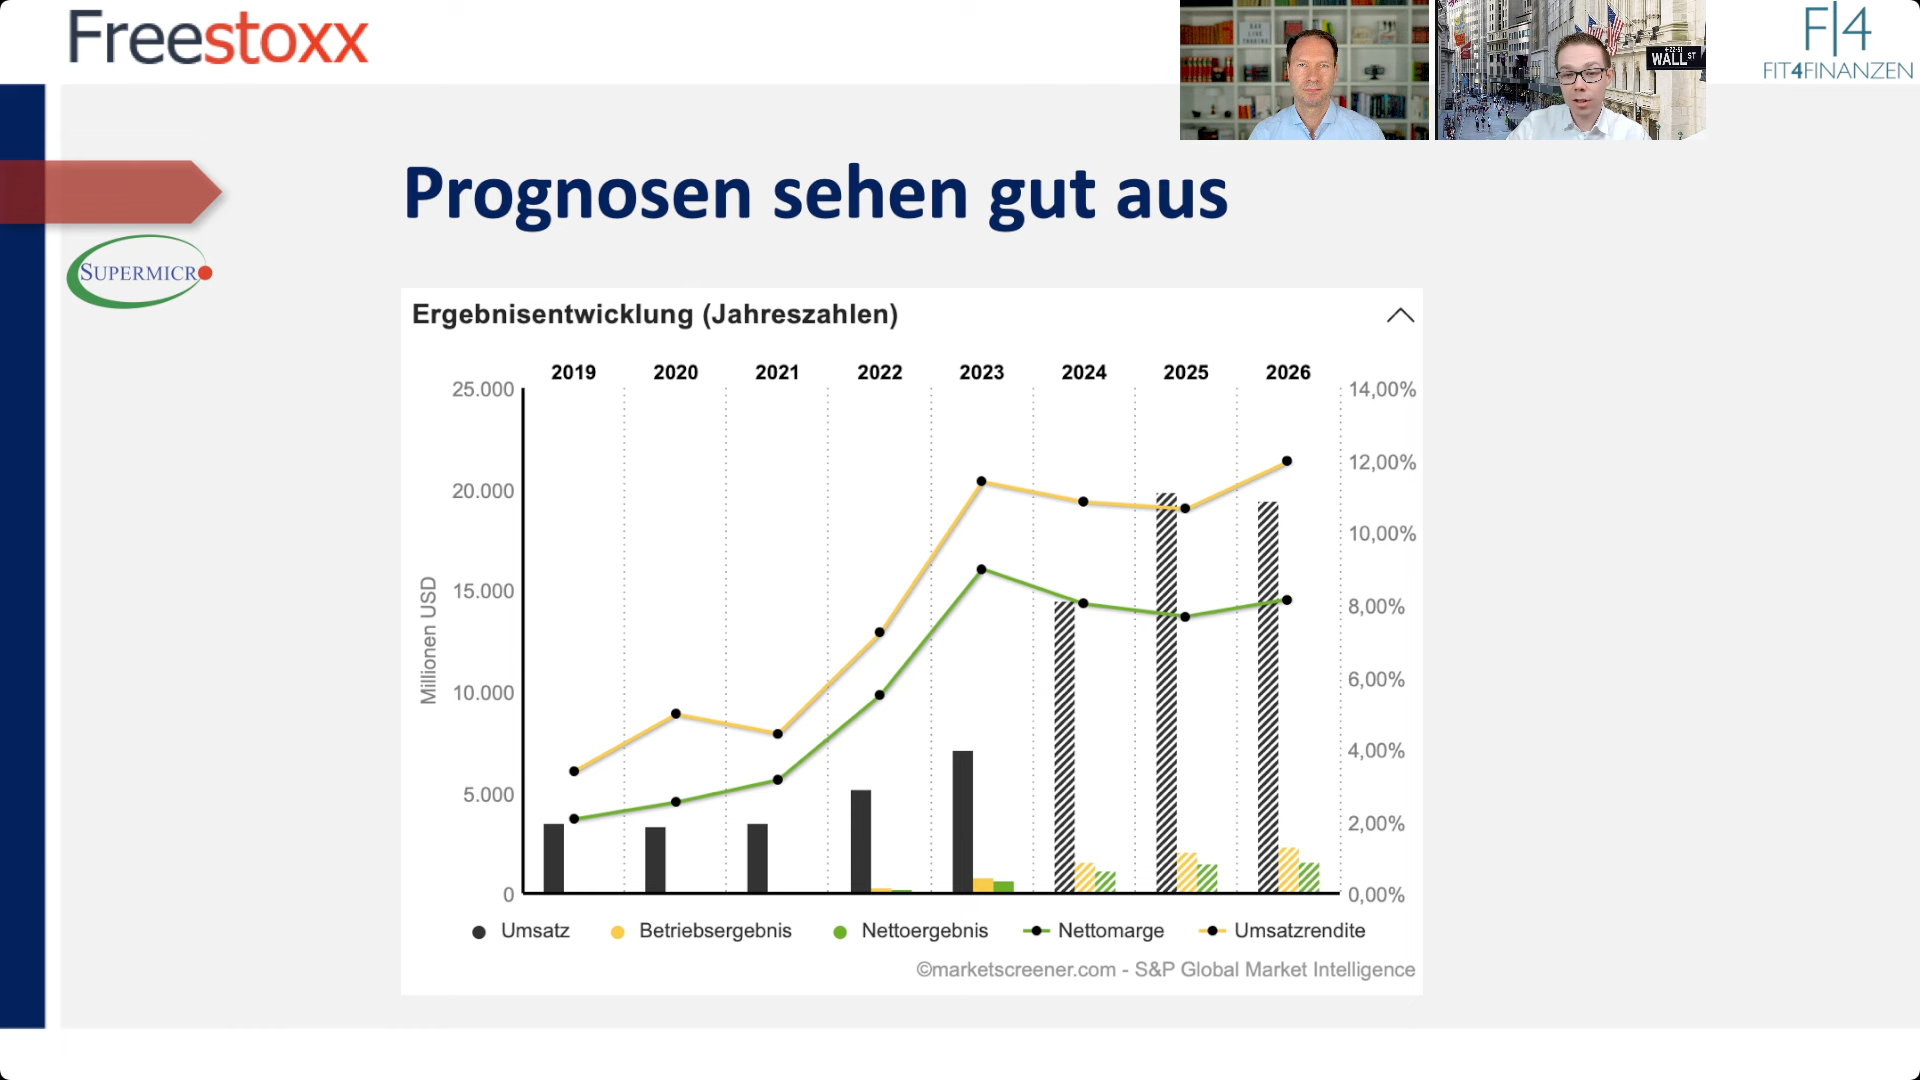 Freestoxx
WALL ST
F|4
FIT4FINANZEN
Prognosen sehen gut aus
SUPERMICR
Ergebnisentwicklung (Jahreszahlen)
2019 2020 2021 2022 2023 2024 2025 2026
25.000 14,00%
12,00%
20.000
10,00%
15.000
8,00%
Millionen USD
10.000
6,00%
4,00%
5.000
2,00%
0 0,00%
Umsatz Betriebsergebnis Nettoergebnis Nettomarge Umsatzrendite
©marketscreener.com - S&P Global Market Intelligence